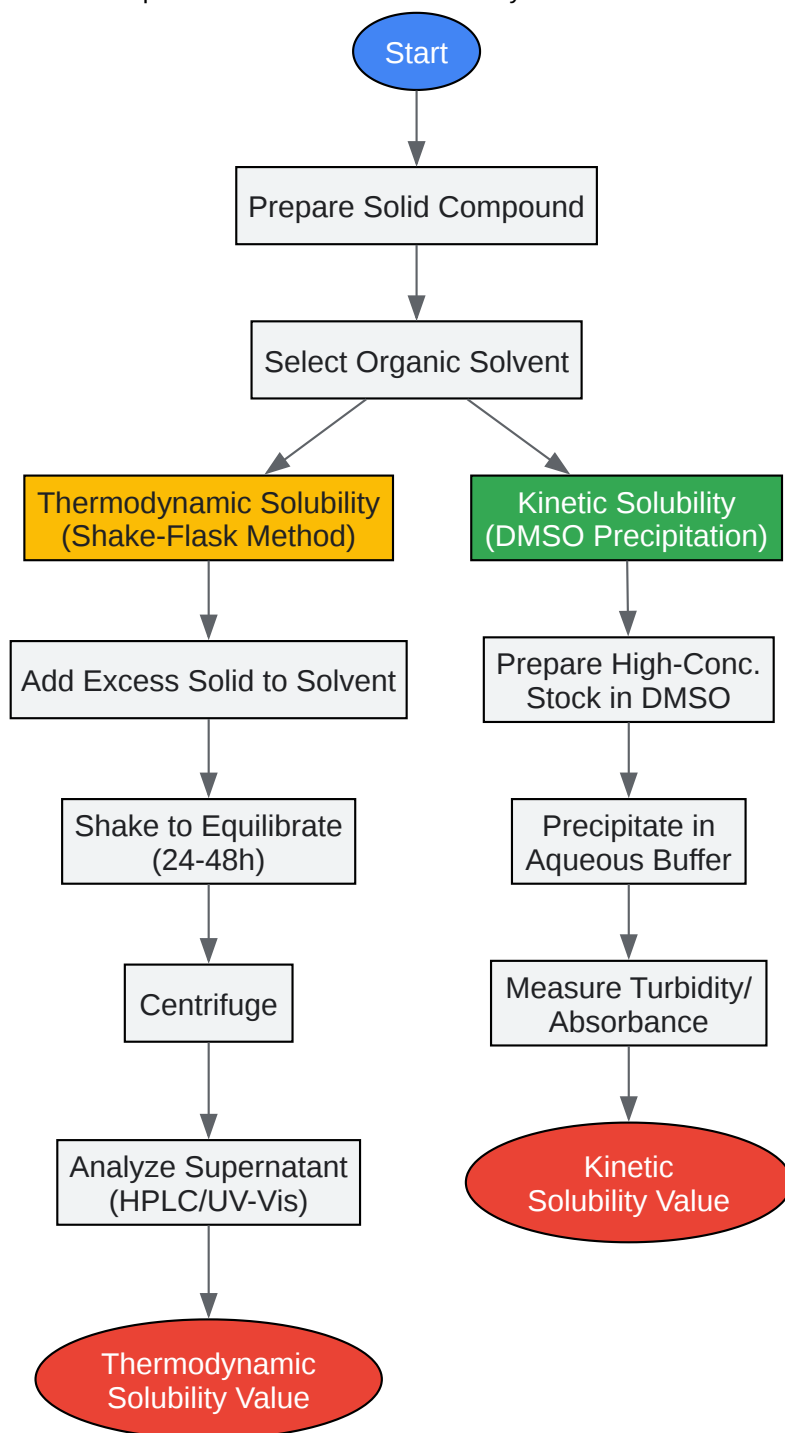 Start
Prepare Solid Compound
Select Organic Solvent
Thermodynamic Solubility
(Shake-Flask Method)
Kinetic Solubility
(DMSO Precipitation)
Add Excess Solid to Solvent
Prepare High-Conc.
Stock in DMSO
Shake to Equilibrate
(24-48h)
Precipitate in
Aqueous Buffer
Centrifuge
Measure Turbidity/
Absorbance
Analyze Supernatant
(HPLC/UV-Vis)
Kinetic
Solubility Value
Thermodynamic
Solubility Value